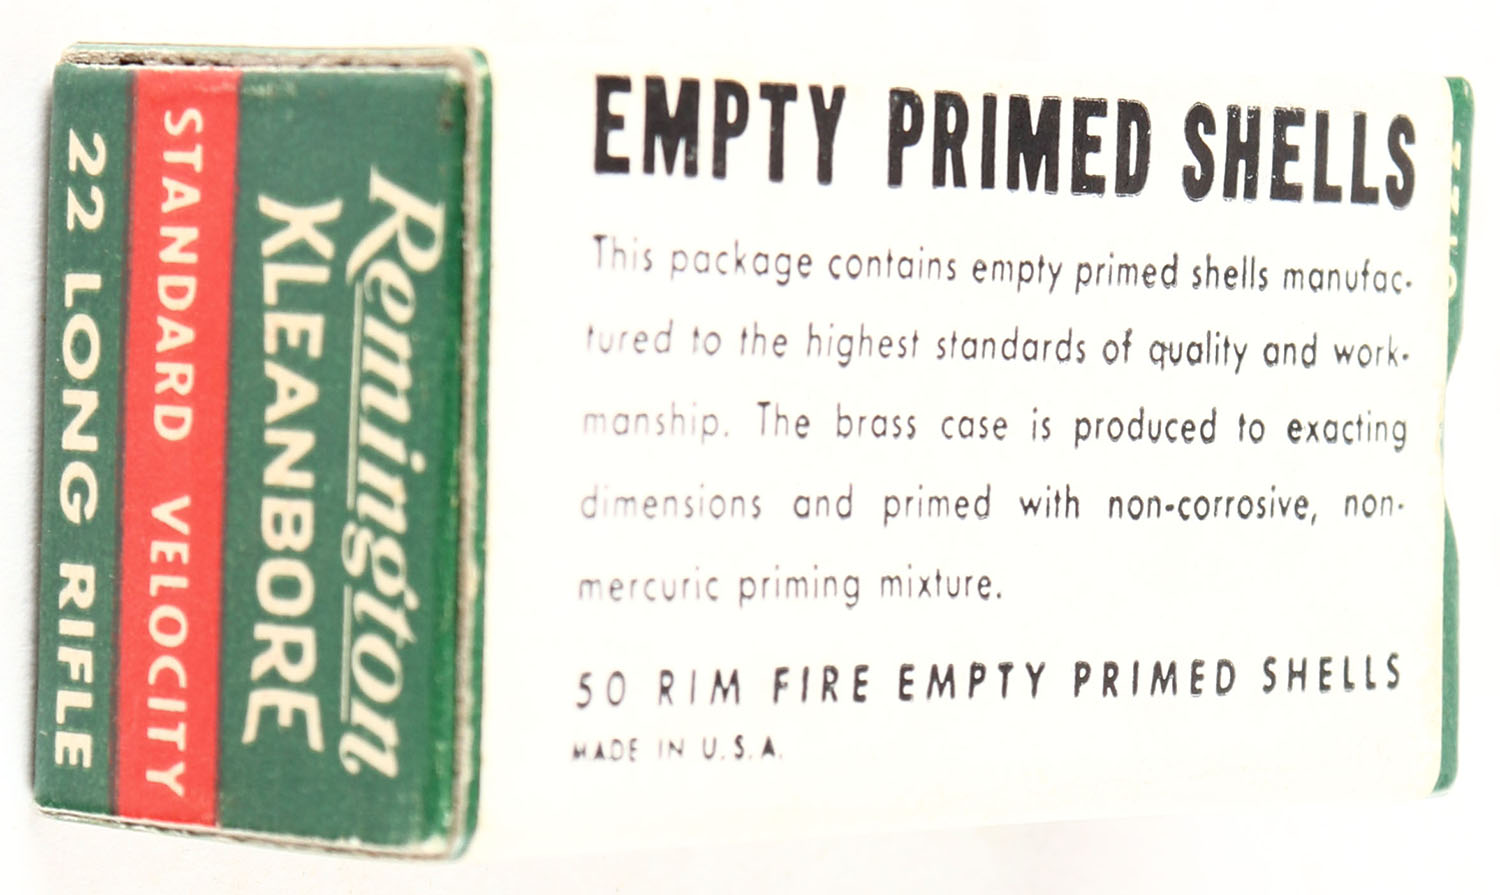 Remington
KLEANBORE
STANDARD VELOCITY
22 LONG RIFLE
EMPTY PRIMED SHELLS
This package contains empty primed shells manufac-
tured to the highest standards of quality and work-
manship. The brass case is produced to exacting
dimensions and primed with non-corrosive, non-
mercuric priming mixture.
50 RIM FIRE EMPTY PRIMED SHELLS
MADE IN U.S.A.